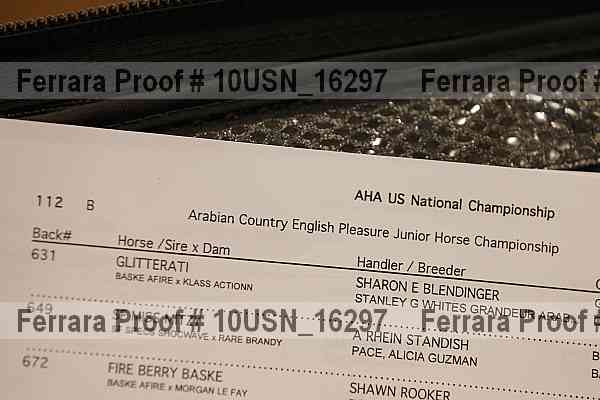 Ferrara Proof # 10USN_16297 Ferrara Proof #
AHA US National Championship
112 B
Arabian Country English Pleasure Junior Horse Championship
Back# Horse /Sire x Dam Handler / Breeder
631 GLITTERATI SHARON E BLENDINGER
BASKE AFIRE x KLASS ACTIONN STANLEY G WHITES GRANDEUR ARAB
Ferrara Proof # 10USN_16297 Ferrara Proof #
649 A RHEIN STANDISH
SHOCWAVE x RARE BRANDY PACE, ALICIA GUZMAN
672 FIRE BERRY BASKE SHAWN ROOKER
BASKE AFIRE x MORGAN LE FAY